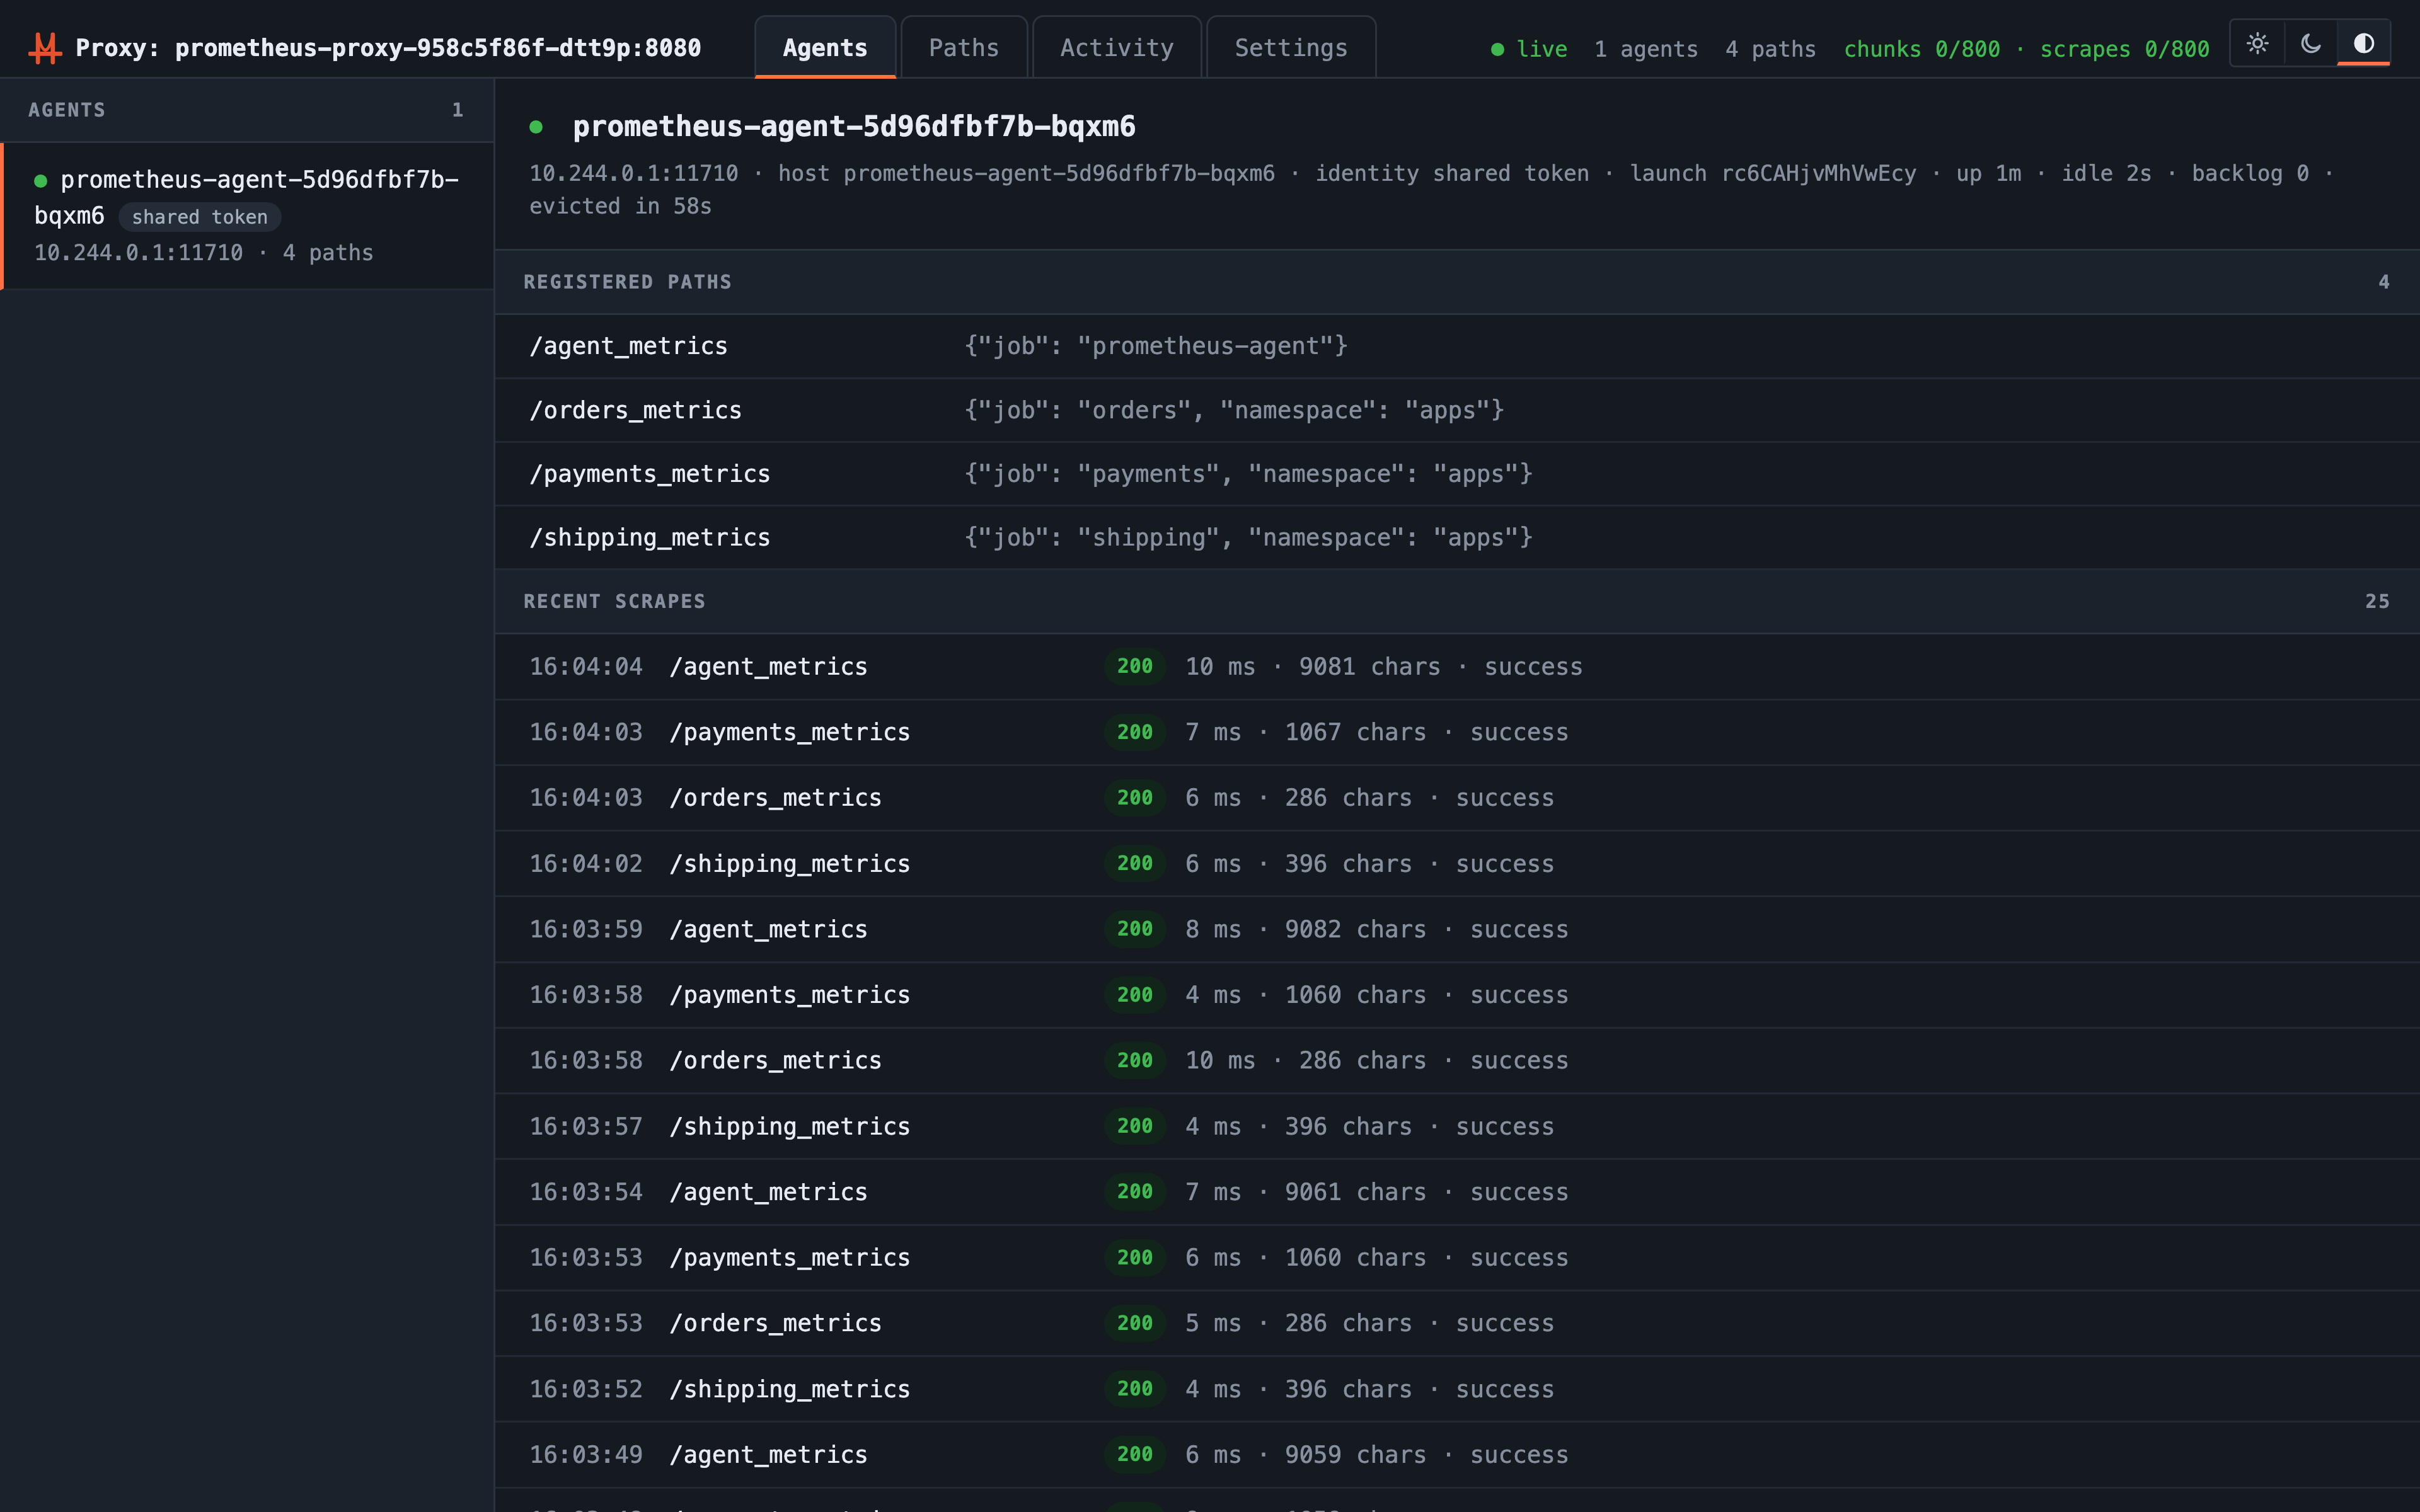 Proxy: prometheus-proxy-958c5f86f-dtt9p:8080 Agents Paths Activity Settings live 1 agents 4 paths chunks 0/800 · scrapes 0/800
AGENTS 1
prometheus-agent-5d96dfbf7b-
bqxm6 shared token
10.244.0.1:11710 · 4 paths
prometheus-agent-5d96dfbf7b-bqxm6
10.244.0.1:11710 · host prometheus-agent-5d96dfbf7b-bqxm6 · identity shared token · launch rc6CAHjvMhVwEcy · up 1m · idle 2s · backlog 0 ·
evicted in 58s
REGISTERED PATHS 4
/agent_metrics {"job": "prometheus-agent"}
/orders_metrics {"job": "orders", "namespace": "apps"}
/payments_metrics {"job": "payments", "namespace": "apps"}
/shipping_metrics {"job": "shipping", "namespace": "apps"}
RECENT SCRAPES 25
16:04:04 /agent_metrics 200 10 ms · 9081 chars · success
16:04:03 /payments_metrics 200 7 ms · 1067 chars · success
16:04:03 /orders_metrics 200 6 ms · 286 chars · success
16:04:02 /shipping_metrics 200 6 ms · 396 chars · success
16:03:59 /agent_metrics 200 8 ms · 9082 chars · success
16:03:58 /payments_metrics 200 4 ms · 1060 chars · success
16:03:58 /orders_metrics 200 10 ms · 286 chars · success
16:03:57 /shipping_metrics 200 4 ms · 396 chars · success
16:03:54 /agent_metrics 200 7 ms · 9061 chars · success
16:03:53 /payments_metrics 200 6 ms · 1060 chars · success
16:03:53 /orders_metrics 200 5 ms · 286 chars · success
16:03:52 /shipping_metrics 200 4 ms · 396 chars · success
16:03:49 /agent_metrics 200 6 ms · 9059 chars · success